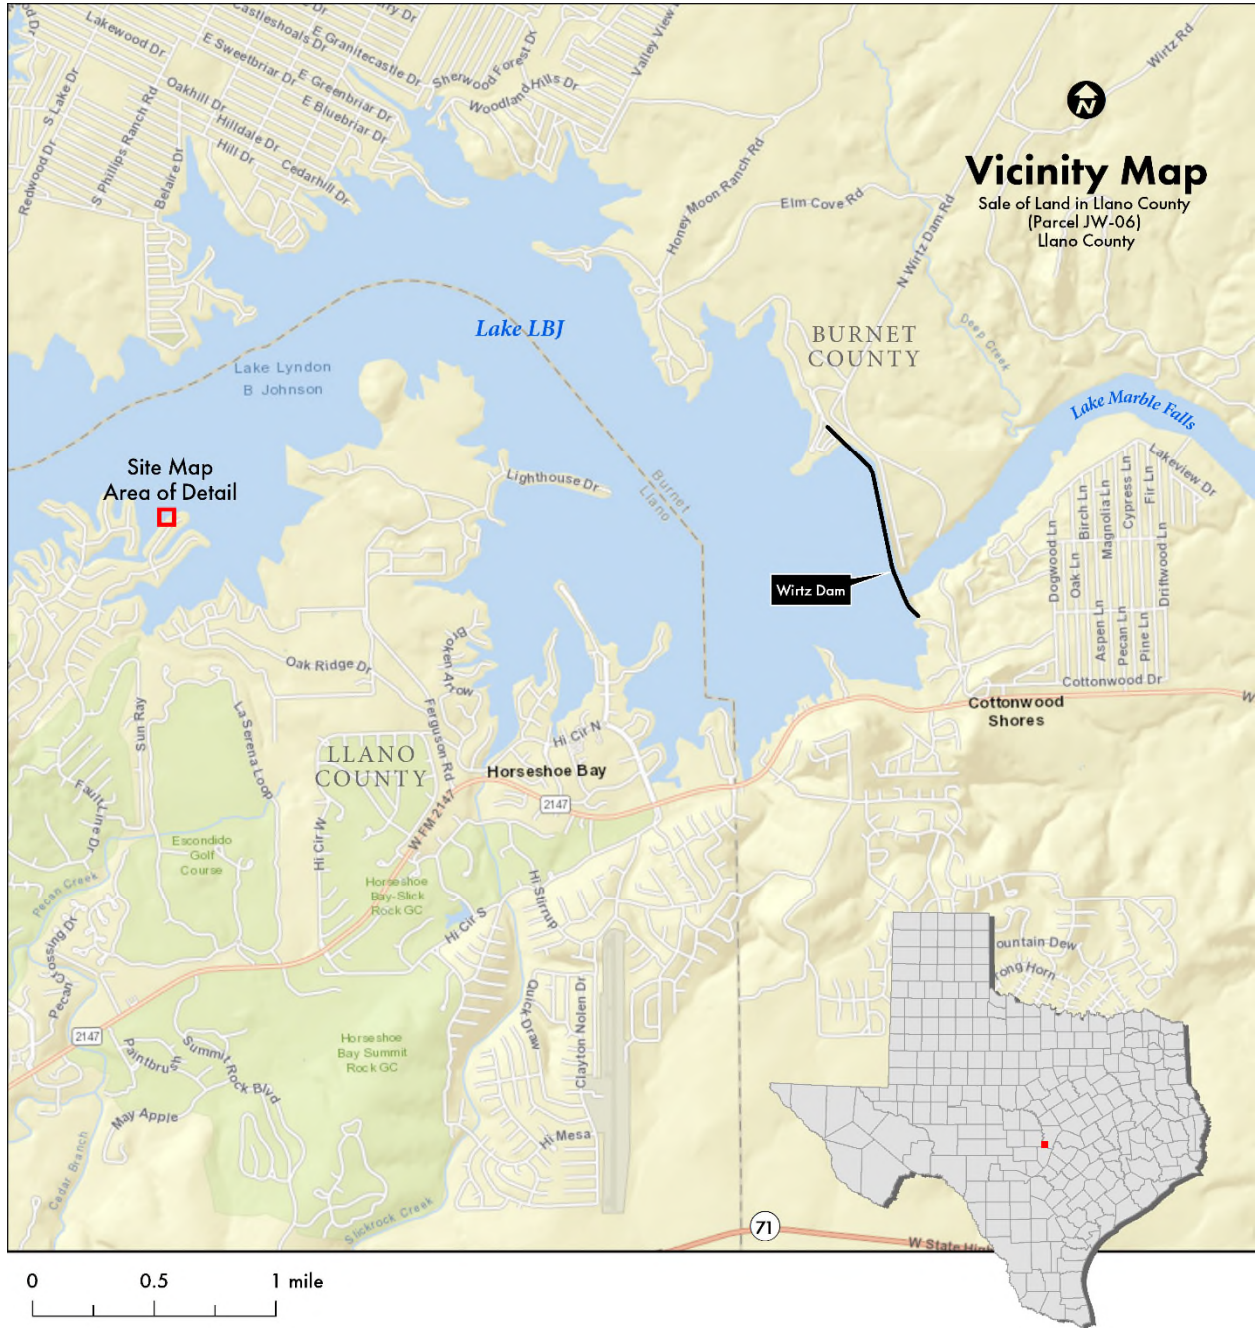 Lakewood Dr
Castleshoals Dr
E Granitecastle Dr
E Sweetbriar Dr
E Greenbriar Dr
E Bluebriar Dr
Oakhill Dr
Hilldale Dr
Hill Dr
Cedarhill Dr
S Lake Dr
Redwood Dr
S Phillips Ranch Rd
Belaire Dr
Sherwood Forest Dr
Woodland Hills Dr
Valley View
Honey Moon Ranch Rd
Elm Cove Rd
N Wirtz Dam Rd
Wirtz Rd
Deep Creek
N
Vicinity Map
Sale of Land in Llano County
(Parcel JW-06)
Llano County
Lake LBJ
Lake Lyndon
B Johnson
BURNET
COUNTY
Lake Marble Falls
Site Map
Area of Detail
Lighthouse Dr
Burnet
Llano
Wirtz Dam
Lakeview Dr
Dogwood Ln
Oak Ln
Birch Ln
Magnolia Ln
Cypress Ln
Fir Ln
Driftwood Ln
Aspen Ln
Pecan Ln
Pine Ln
Cottonwood Dr
Cottonwood
Shores
W
Oak Ridge Dr
Broken Arrow
Ferguson Rd
Sun Ray
La Serena Loop
LLANO
COUNTY
Hi Cir N
Horseshoe Bay
2147
W FM 2147
Hi Cir W
Fault Line Dr
Escondido
Golf
Course
Pecan Creek
Horseshoe
Bay-Slick
Rock GC
Hi Cir S
Hi Stirrup
Pecan Crossing Dr
2147
Paintbrush
Summit Rock Blvd
May Apple
Horseshoe
Bay Summit
Rock GC
Quick Draw
Clayton Nolen Dr
Hi Mesa
Cedar Branch
Slickrock Creek
ountain Dew
rong Horn
71
W State High
0 0.5 1 mile